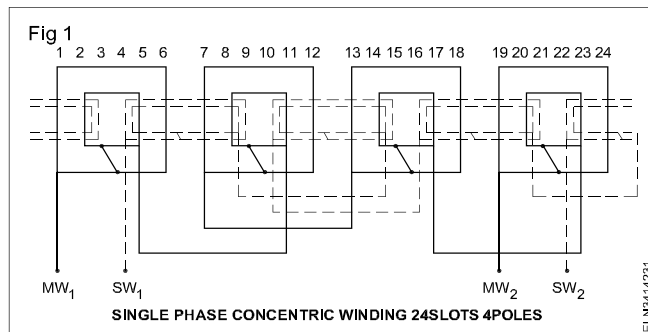 Fig 1
1 2 3 4 5 6 7 8 9 10 11 12 13 14 15 16 17 18 19 20 21 22 23 24
MW1 SW1 MW2 SW2
SINGLE PHASE CONCENTRIC WINDING 24SLOTS 4POLES
ELN3414231